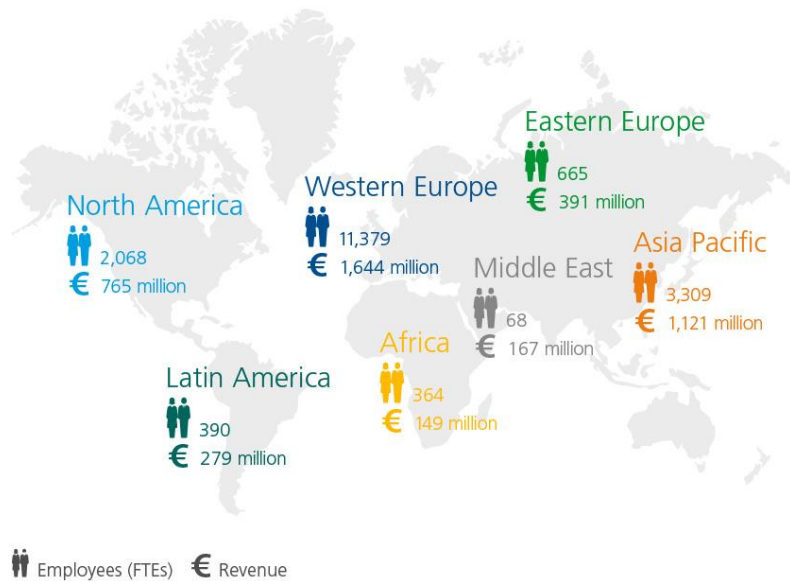 Eastern Europe
665
€ 391 million
Western Europe
11,379
€ 1,644 million
North America
2,068
€ 765 million
Asia Pacific
3,309
€ 1,121 million
Middle East
68
€ 167 million
Africa
364
€ 149 million
Latin America
390
€ 279 million
Employees (FTEs) € Revenue